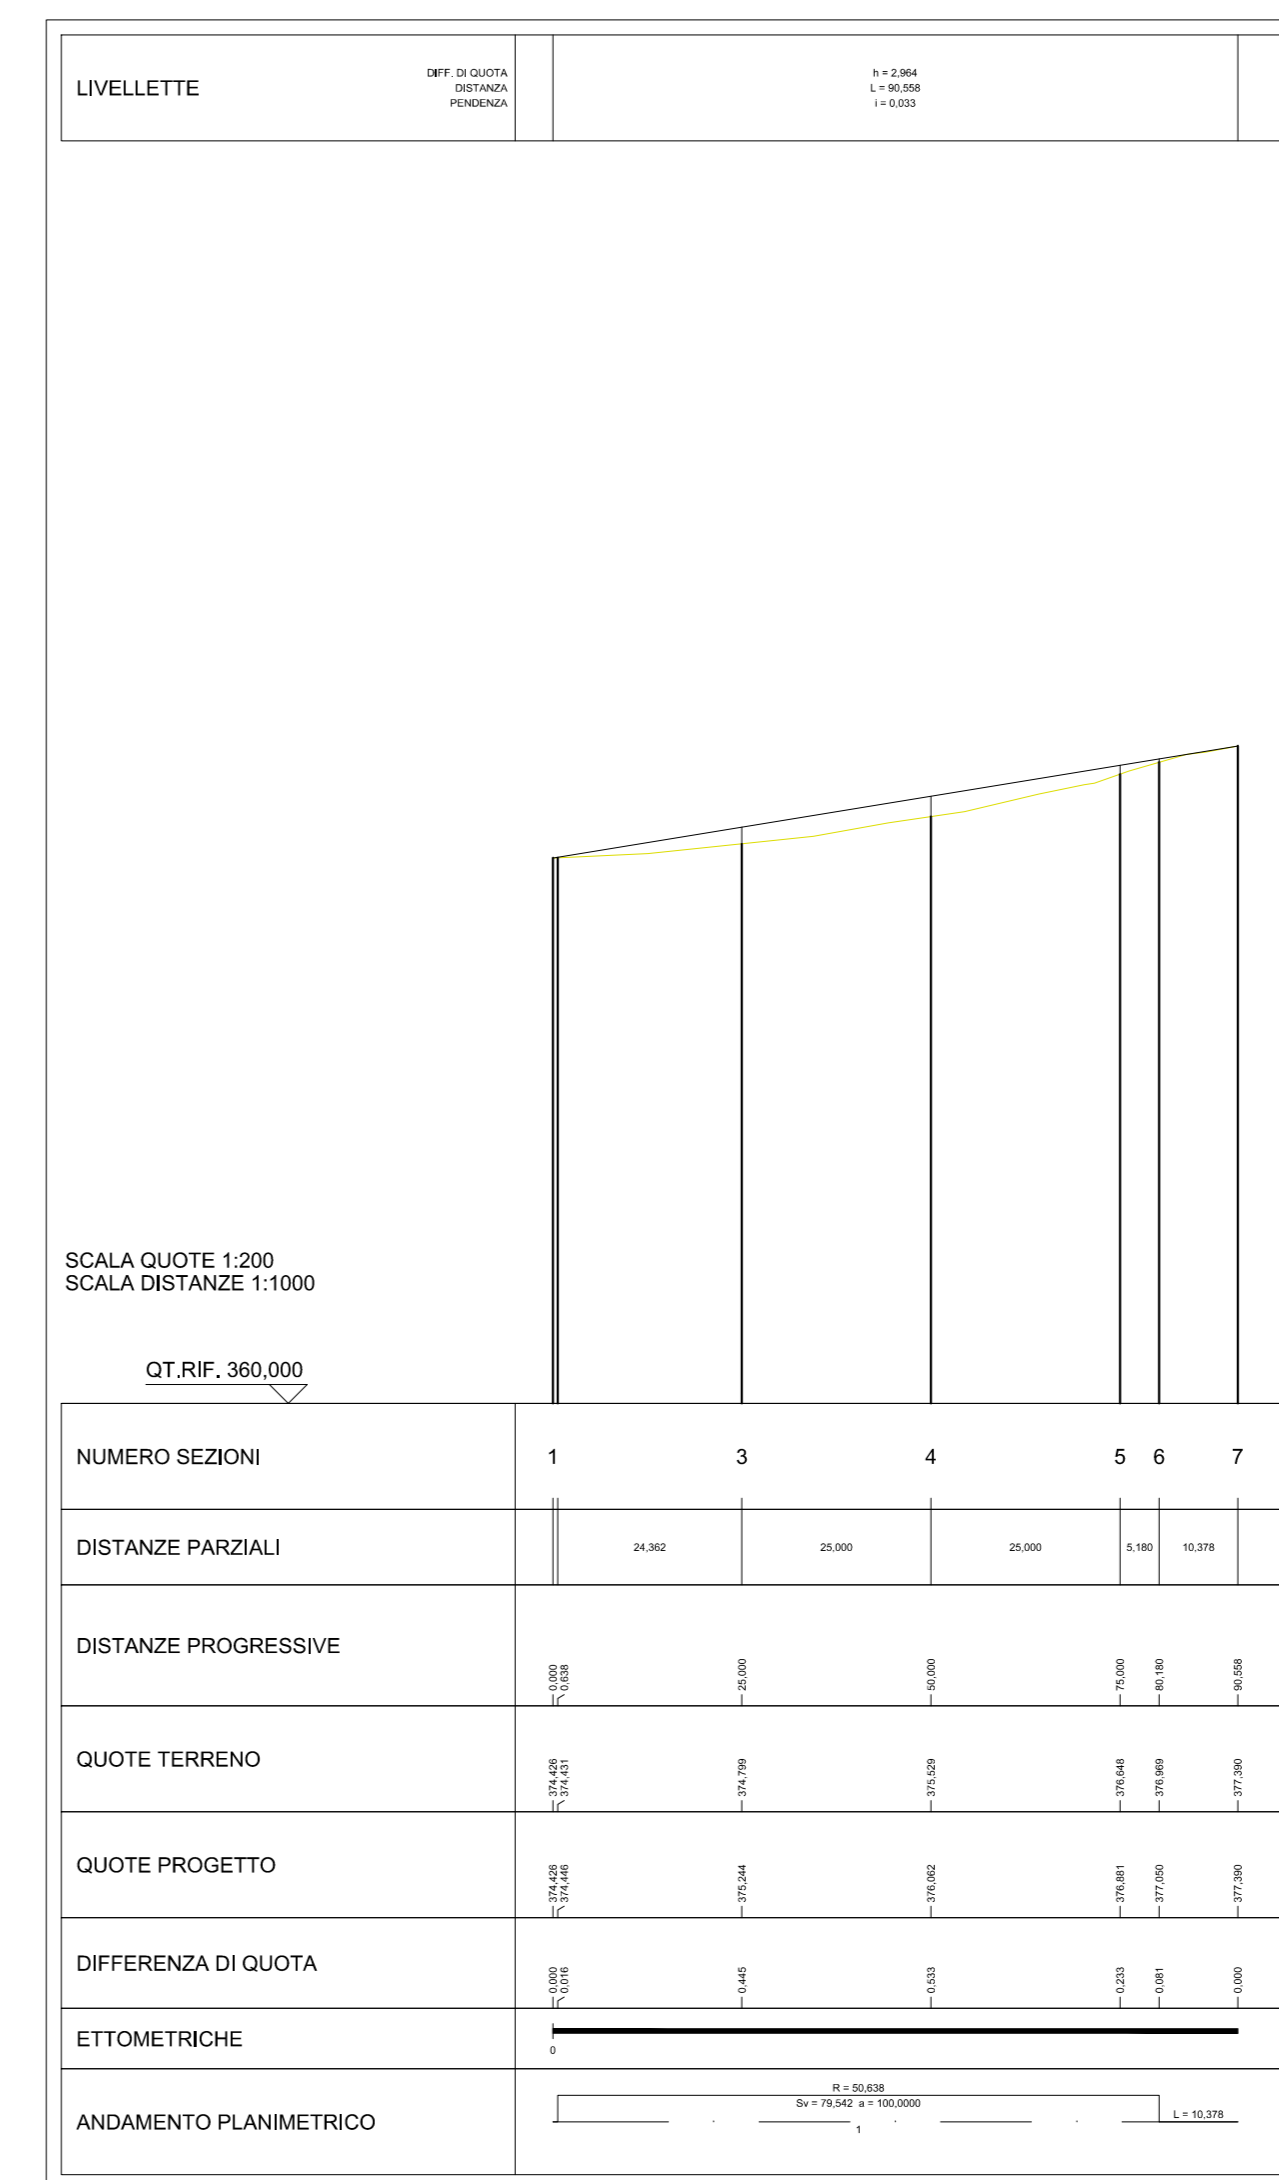 LIVELLETTE
DIFF. DI QUOTA
DISTANZA
PENDENZA
h = 2,964
L = 90,558
i = 0,033
SCALA QUOTE 1:200
SCALA DISTANZE 1:1000
QT.RIF. 360,000
NUMERO SEZIONI
1 3 4 5 6 7
DISTANZE PARZIALI
24,362 25,000 25,000 5,180 10,378
DISTANZE PROGRESSIVE
0,000 0,638 25,000 50,000 75,000 80,180 90,558
QUOTE TERRENO
374,426 374,431 374,799 375,529 376,648 376,969 377,390
QUOTE PROGETTO
374,426 374,446 375,244 376,062 376,881 377,050 377,390
DIFFERENZA DI QUOTA
0,000 0,016 0,445 0,533 0,233 0,081 0,000
ETTOMETRICHE
0
ANDAMENTO PLANIMETRICO
R = 50,638
Sv = 79,542 a = 100,0000
1
L = 10,378